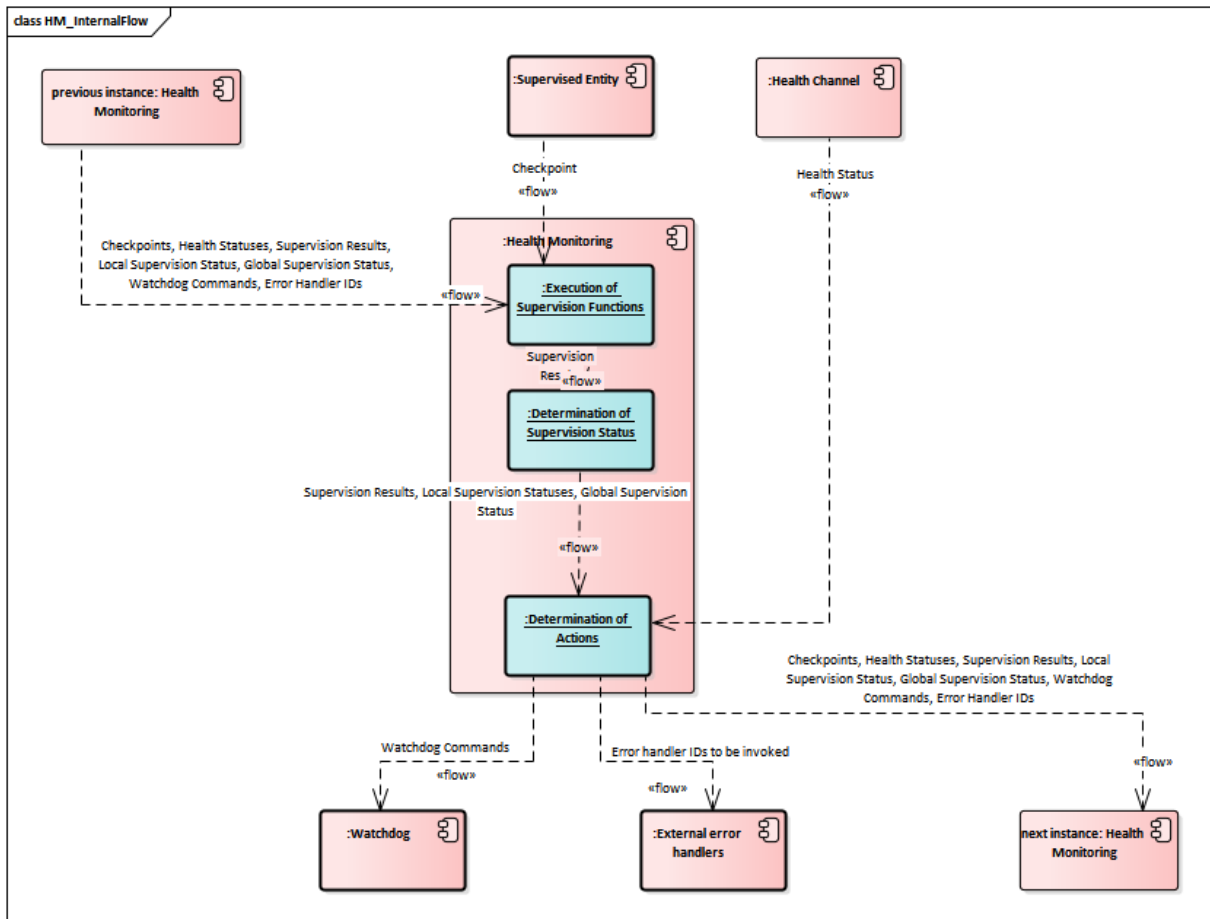 class HM_InternalFlow
previous instance: Health
Monitoring
:Supervised Entity
:Health Channel
Checkpoint
«flow»
Health Status
«flow»
:Health Monitoring
Checkpoints, Health Statuses, Supervision Results,
Local Supervision Status, Global Supervision Status,
Watchdog Commands, Error Handler IDs
«flow»
:Execution of
Supervision Functions
Supervision
«flow»
:Determination of
Supervision Status
Supervision Results, Local Supervision Statuses, Global Supervision
Status
«flow»
:Determination of
Actions
Checkpoints, Health Statuses, Supervision Results, Local
Supervision Status, Global Supervision Status, Watchdog
Commands, Error Handler IDs
Watchdog Commands
«flow»
Error handler IDs to be invoked
«flow»
«flow»
:Watchdog
:External error
handlers
next instance: Health
Monitoring